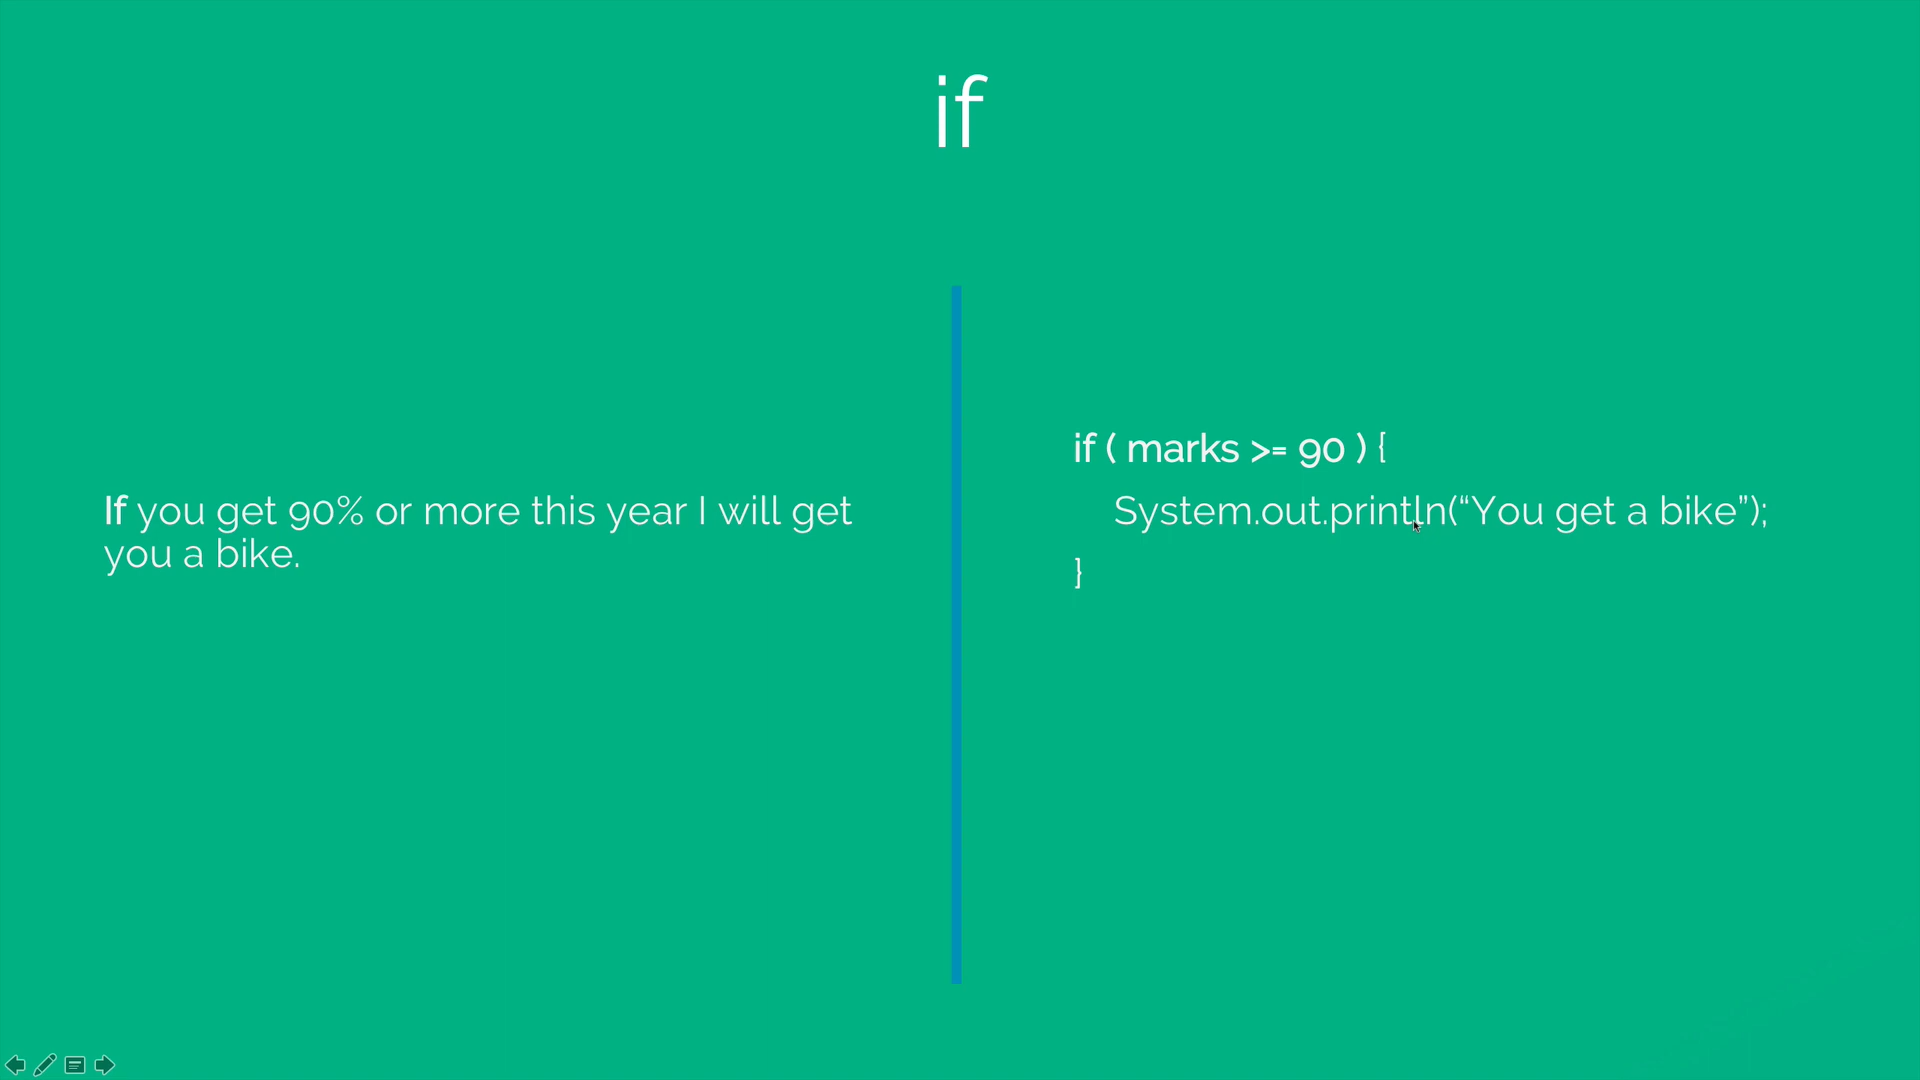 if
If you get 90% or more this year I will get
you a bike.
if ( marks >= 90 ) {
System.out.println(“You get a bike”);
}